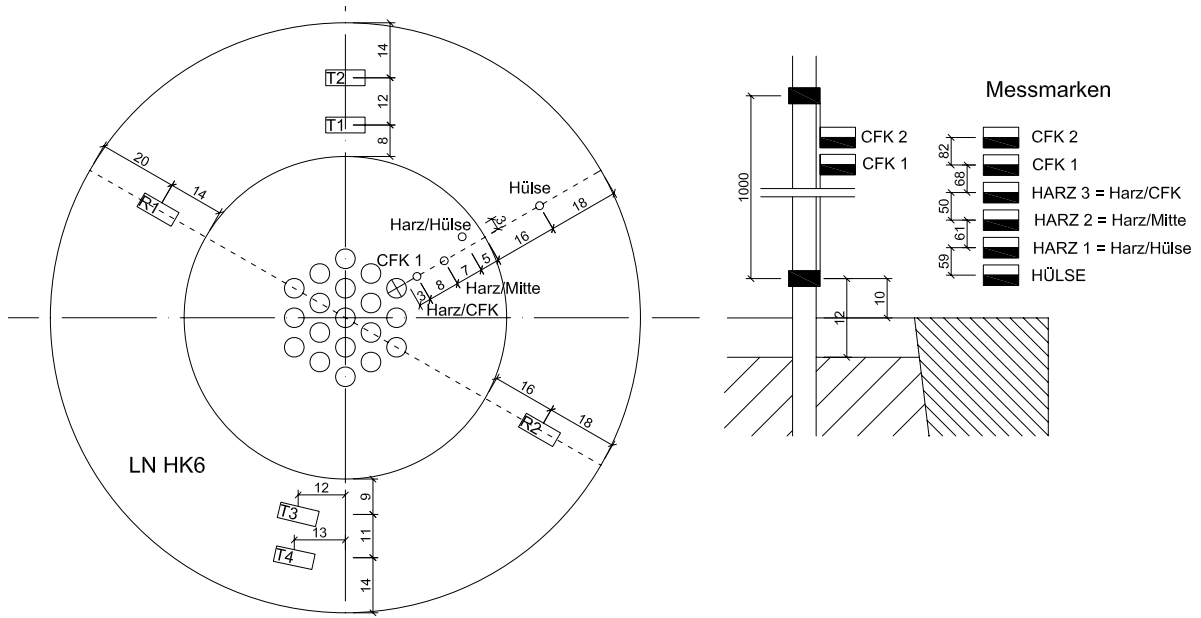 14
T2
12
T1
8
20
14
R1
Hülse
18
3
Harz/Hülse
16
CFK 1
5
7
Harz/Mitte
8
3
Harz/CFK
16
18
R2
LN HK6
12
9
T3
13
11
T4
14
1000
CFK 2
CFK 1
10
12
Messmarken
82
CFK 2
CFK 1
68
HARZ 3 = Harz/CFK
50
HARZ 2 = Harz/Mitte
61
HARZ 1 = Harz/Hülse
59
HÜLSE